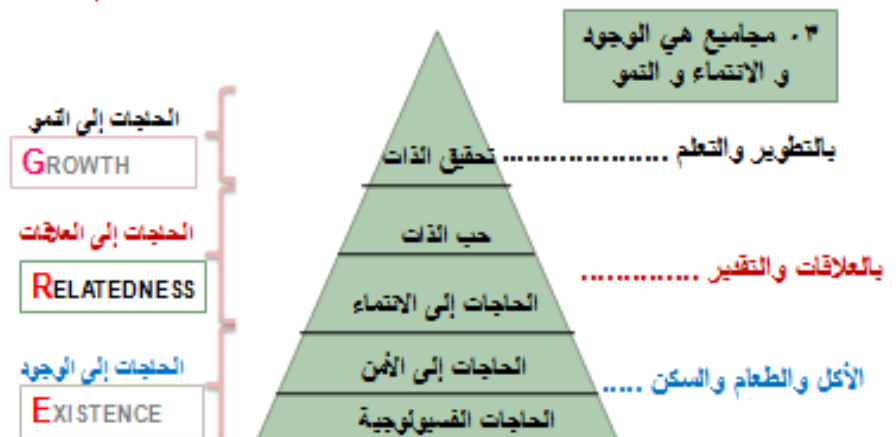 ٣٠ مجاميع هي الوجود
و الانتماء و النمو
الحاجات إلى النمو
GROWTH
تحقيق الذات
بالتطوير والتعلم .....................
الحاجات إلى العلاقات
RELATEDNESS
حب الذات
الحاجات إلى الانتماء
بالعلاقات والتقدير ...............
الحاجات إلى الوجود
EXISTENCE
الحاجات إلى الأمن
الحاجات الفسيولوجية
الأكل والطعام والسكن .....